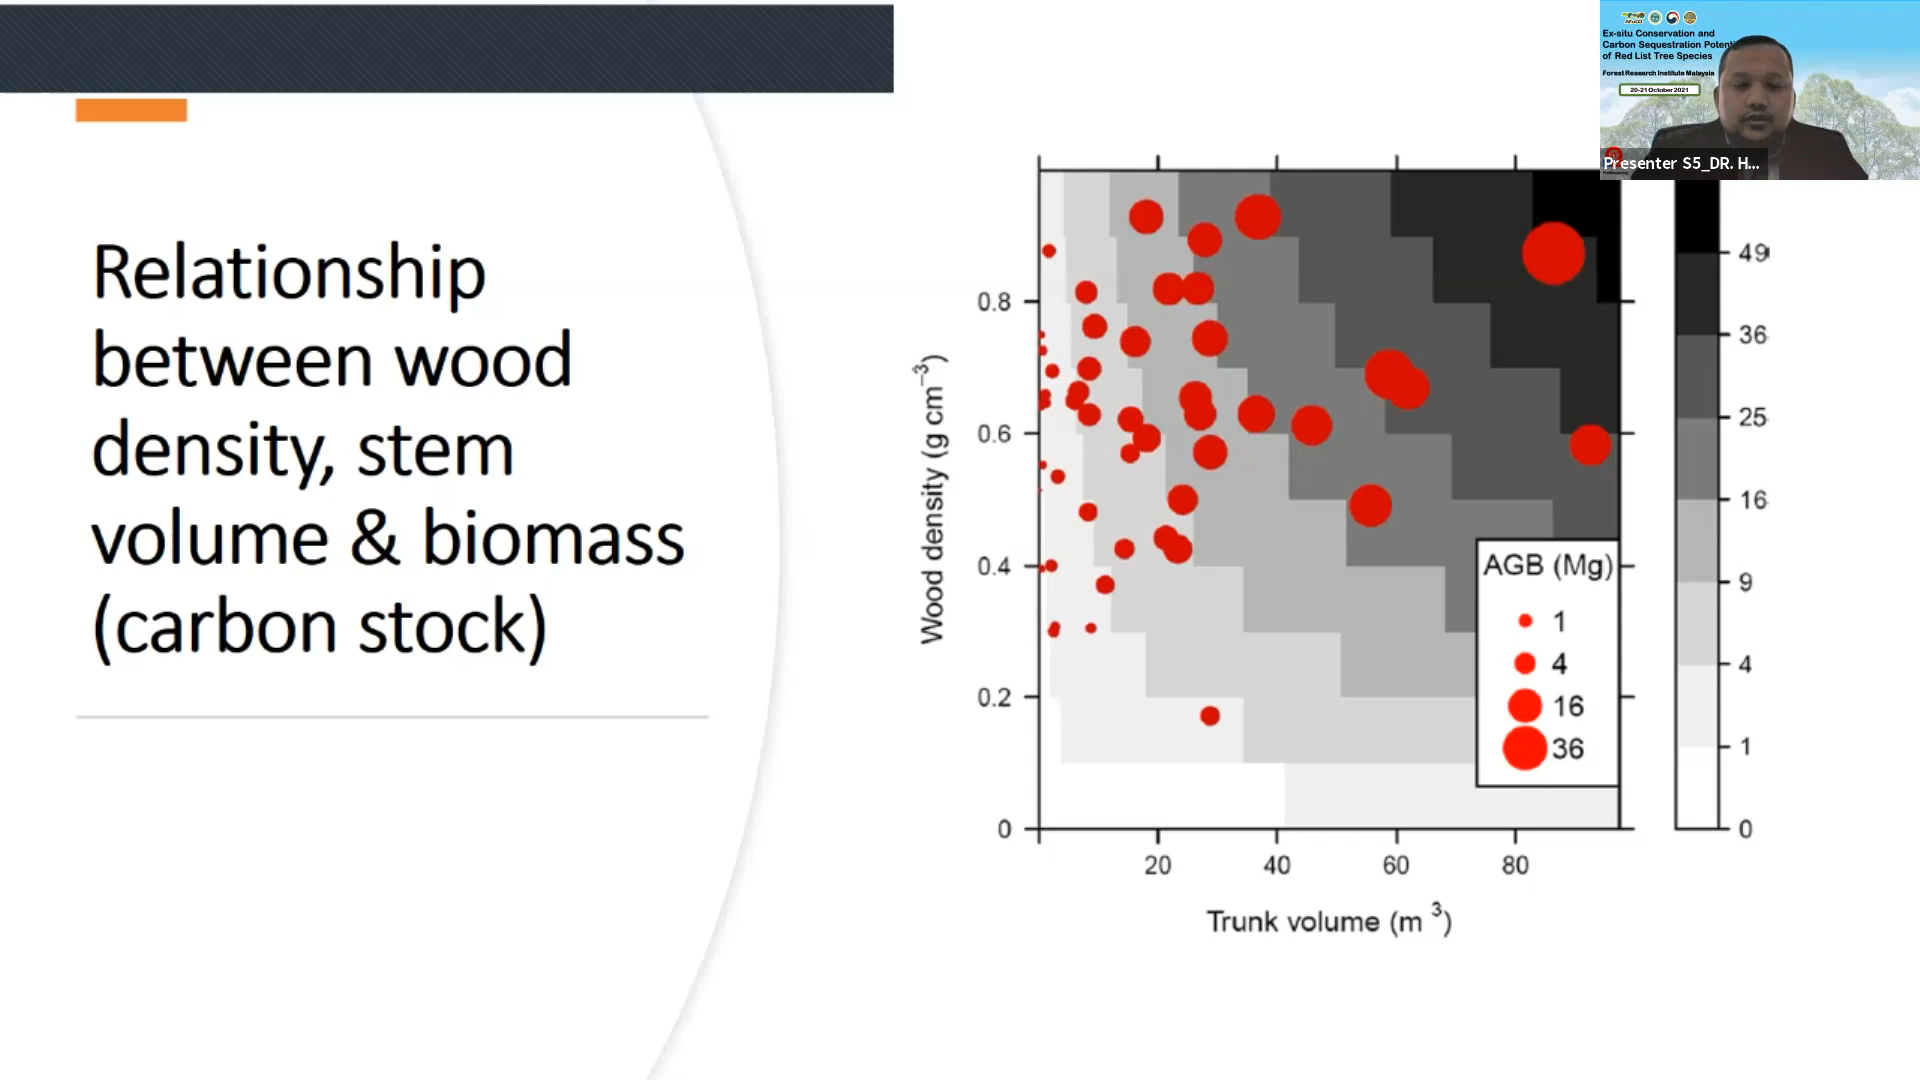 Relationship
between wood
density, stem
volume & biomass
(carbon stock)
Ex-situ Conservation and
Carbon Sequestration Potenti
of Red List Tree Species
Forest Research Institute Malaysia
20-21 October 2021
Presenter S5_DR. H...
Wood density (g cm⁻³)
0.8
0.6
0.4
0.2
0
20
40
60
80
Trunk volume (m ³)
AGB (Mg)
1
4
16
36
49
36
25
16
9
4
1
0